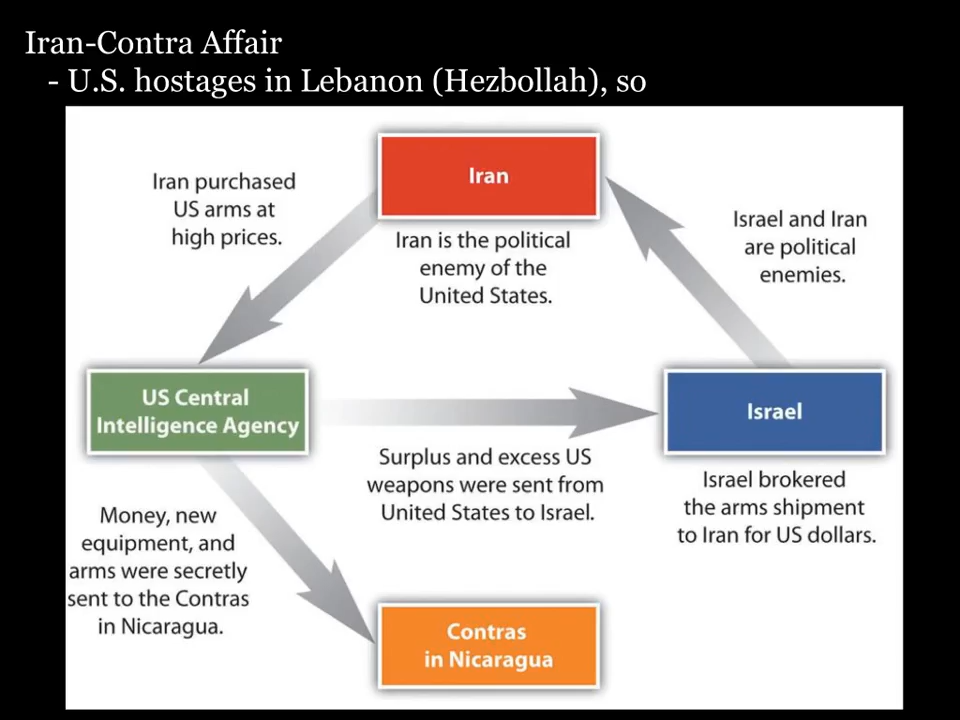 Iran-Contra Affair
- U.S. hostages in Lebanon (Hezbollah), so
Iran
Iran purchased
US arms at
high prices.
Iran is the political
enemy of the
United States.
Israel and Iran
are political
enemies.
US Central
Intelligence Agency
Israel
Surplus and excess US
weapons were sent from
United States to Israel.
Israel brokered
the arms shipment
to Iran for US dollars.
Money, new
equipment, and
arms were secretly
sent to the Contras
in Nicaragua.
Contras
in Nicaragua